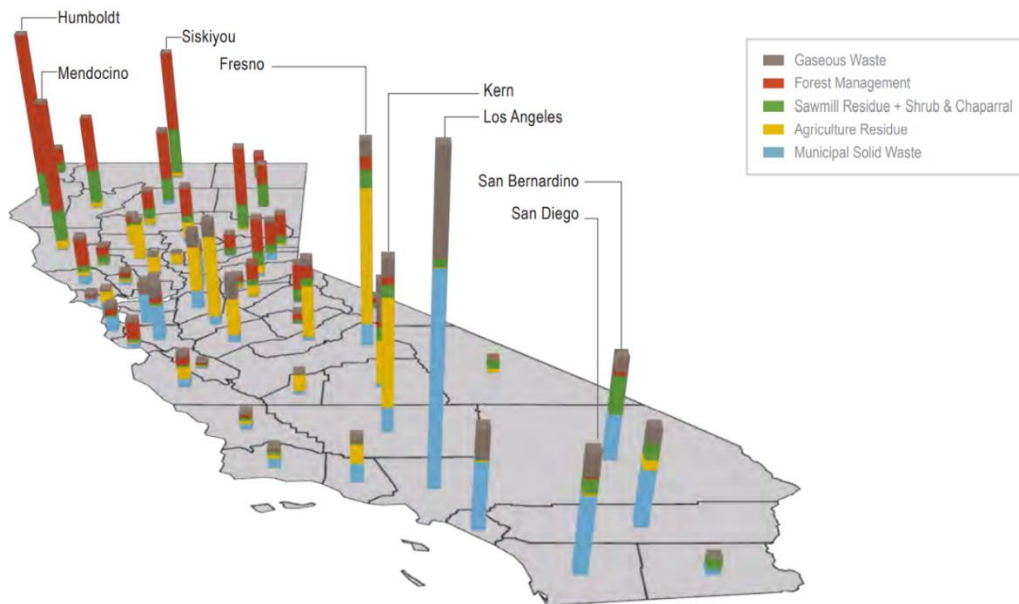 Humboldt
Siskiyou
Mendocino
Fresno
Kern
Los Angeles
San Bernardino
San Diego
Gaseous Waste
Forest Management
Sawmill Residue + Shrub & Chaparral
Agriculture Residue
Municipal Solid Waste